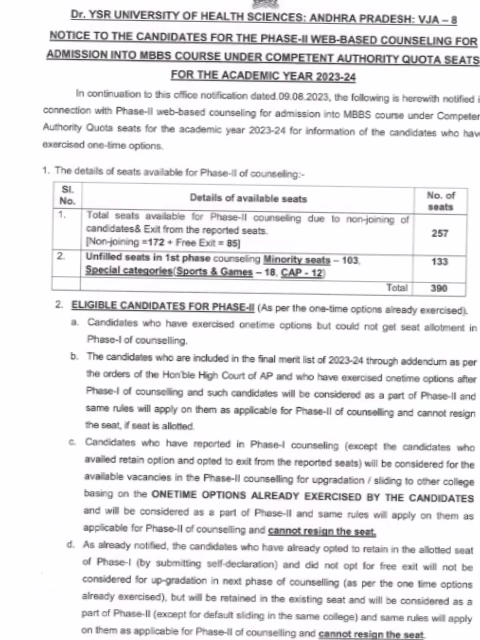 Dr. YSR UNIVERSITY OF HEALTH SCIENCES: ANDHRA PRADESH: VJA – 8
NOTICE TO THE CANDIDATES FOR THE PHASE-II WEB-BASED COUNSELING FOR
ADMISSION INTO MBBS COURSE UNDER COMPETENT AUTHORITY QUOTA SEATS
FOR THE ACADEMIC YEAR 2023-24
In continuation to this office notification dated.09.08.2023, the following is herewith notified i
connection with Phase-II web-based counseling for admission into MBBS course under Competen
Authority Quota seats for the academic year 2023-24 for information of the candidates who have
exercised one-time options.
1. The details of seats available for Phase-II of counseling:-
Sl. No. Details of available seats No. of seats
1. Total seats available for Phase-II counseling due to non-joining of
candidates& Exit from the reported seats.
[Non-joining =172 + Free Exit = 85] 257
2. Unfilled seats in 1st phase counseling Minority seats – 103,
Special categories(Sports & Games – 18, CAP - 12) 133
Total 390
2. ELIGIBLE CANDIDATES FOR PHASE-II (As per the one-time options already exercised).
a. Candidates who have exercised onetime options but could not get seat allotment in
Phase-I of counselling.
b. The candidates who are included in the final merit list of 2023-24 through addendum as per
the orders of the Hon'ble High Court of AP and who have exercised onetime options after
Phase-I of counselling and such candidates will be considered as a part of Phase-II and
same rules will apply on them as applicable for Phase-II of counselling and cannot resign
the seat, if seat is allotted.
c. Candidates who have reported in Phase-I counseling (except the candidates who
availed retain option and opted to exit from the reported seats) will be considered for the
available vacancies in the Phase-II counselling for upgradation / sliding to other college
basing on the ONETIME OPTIONS ALREADY EXERCISED BY THE CANDIDATES
and will be considered as a part of Phase-II and same rules will apply on them as
applicable for Phase-II of counselling and cannot resign the seat.
d. As already notified, the candidates who have already opted to retain in the allotted seat
of Phase-I (by submitting self-declaration) and did not opt for free exit will not be
considered for up-gradation in next phase of counselling (as per the one time options
already exercised), but will be retained in the existing seat and will be considered as a
part of Phase-II (except for default sliding in the same college) and same rules will apply
on them as applicable for Phase-II of counselling and cannot resign the seat.